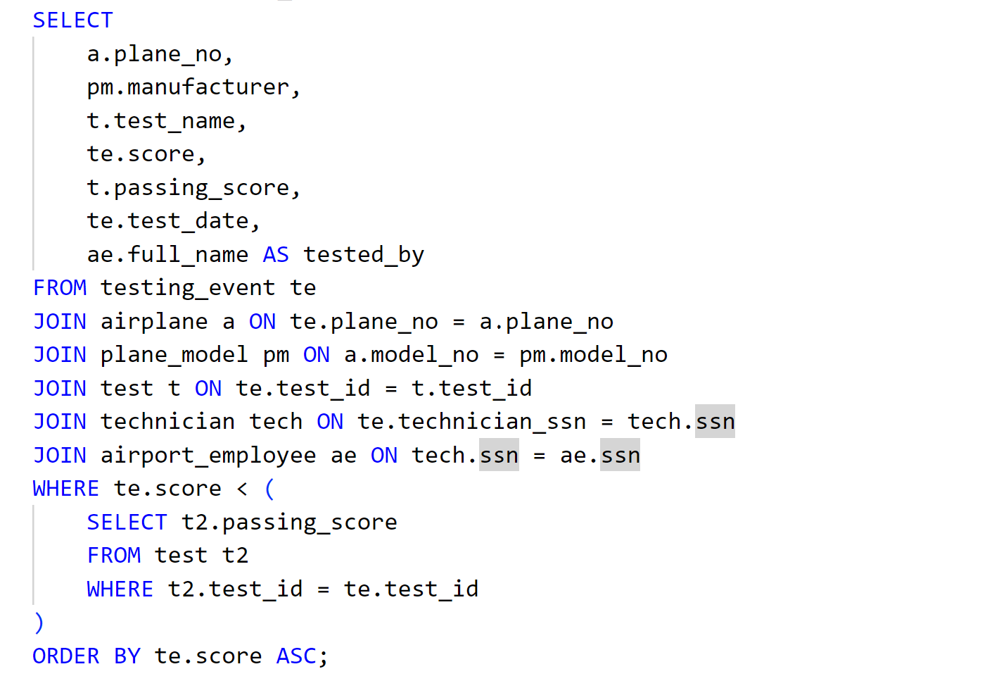 SELECT
    a.plane_no,
    pm.manufacturer,
    t.test_name,
    te.score,
    t.passing_score,
    te.test_date,
    ae.full_name AS tested_by
FROM testing_event te
JOIN airplane a ON te.plane_no = a.plane_no
JOIN plane_model pm ON a.model_no = pm.model_no
JOIN test t ON te.test_id = t.test_id
JOIN technician tech ON te.technician_ssn = tech.ssn
JOIN airport_employee ae ON tech.ssn = ae.ssn
WHERE te.score < (
    SELECT t2.passing_score
    FROM test t2
    WHERE t2.test_id = te.test_id
)
ORDER BY te.score ASC;